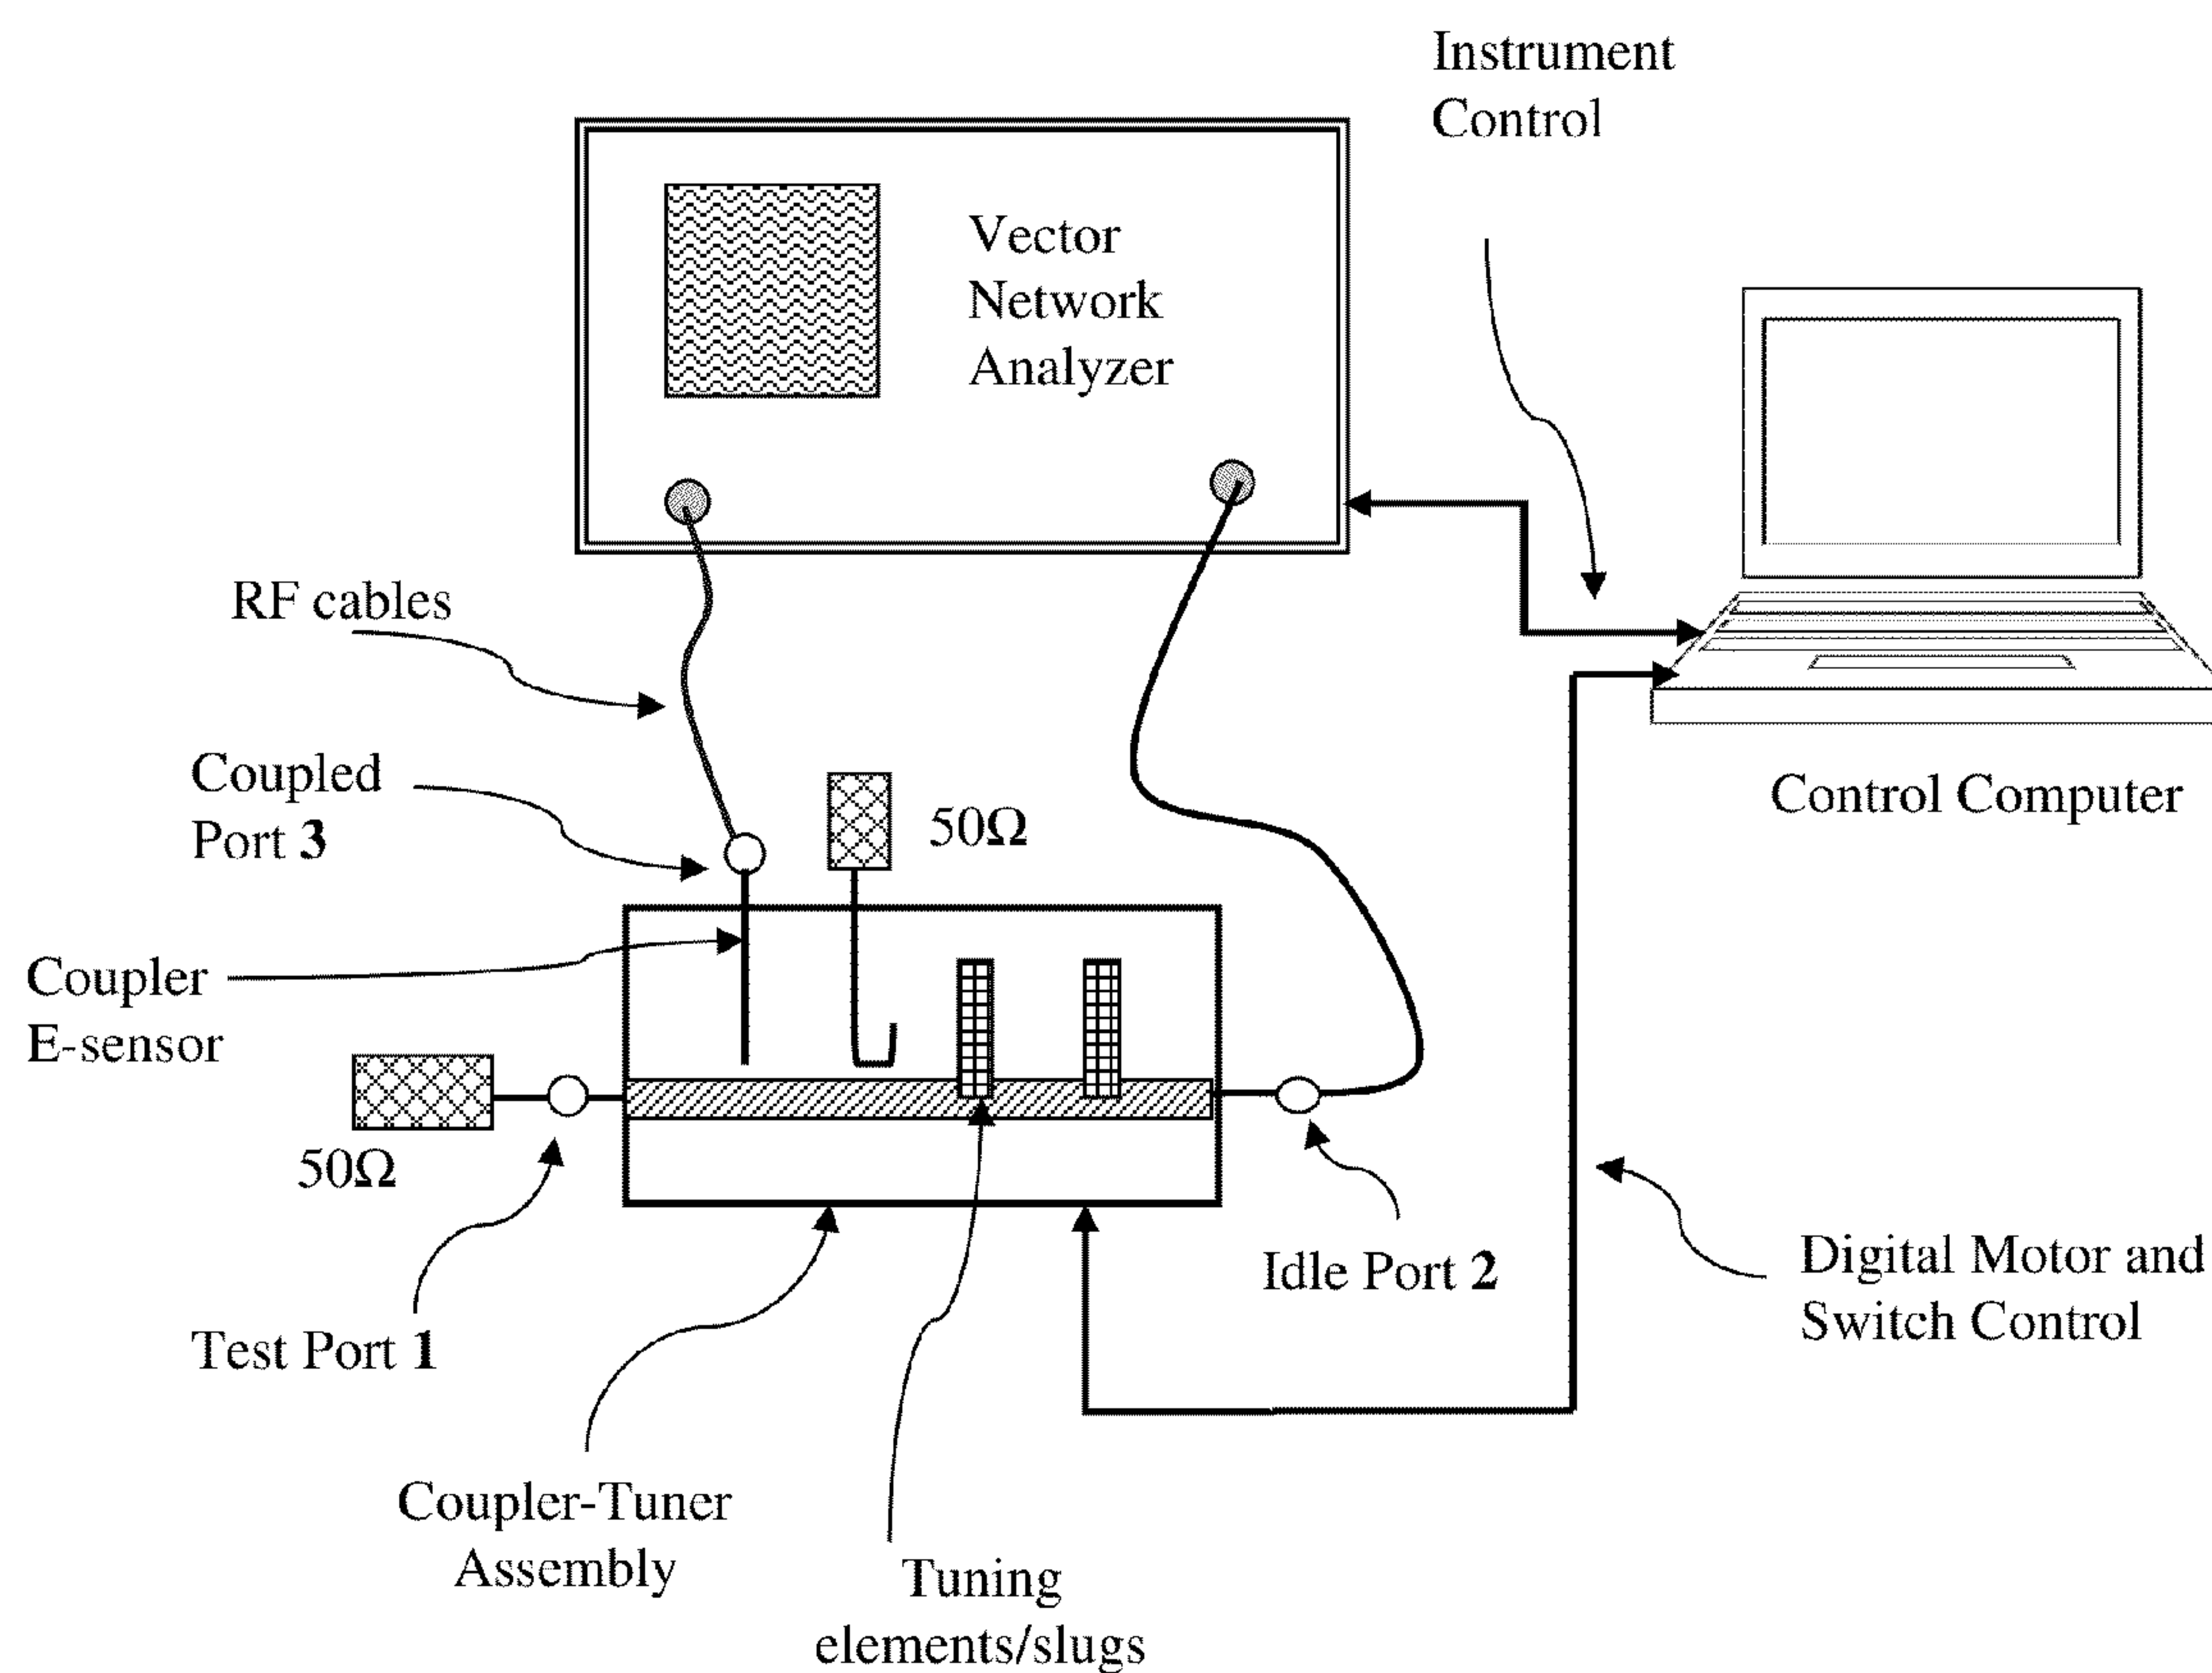 Instrument
Control
Vector
Network
Analyzer
RF cables
Coupled
Port 3
50Ω
Control Computer
Coupler
E-sensor
50Ω
Test Port 1
Idle Port 2
Digital Motor and
Switch Control
Coupler-Tuner
Assembly
Tuning
elements/slugs